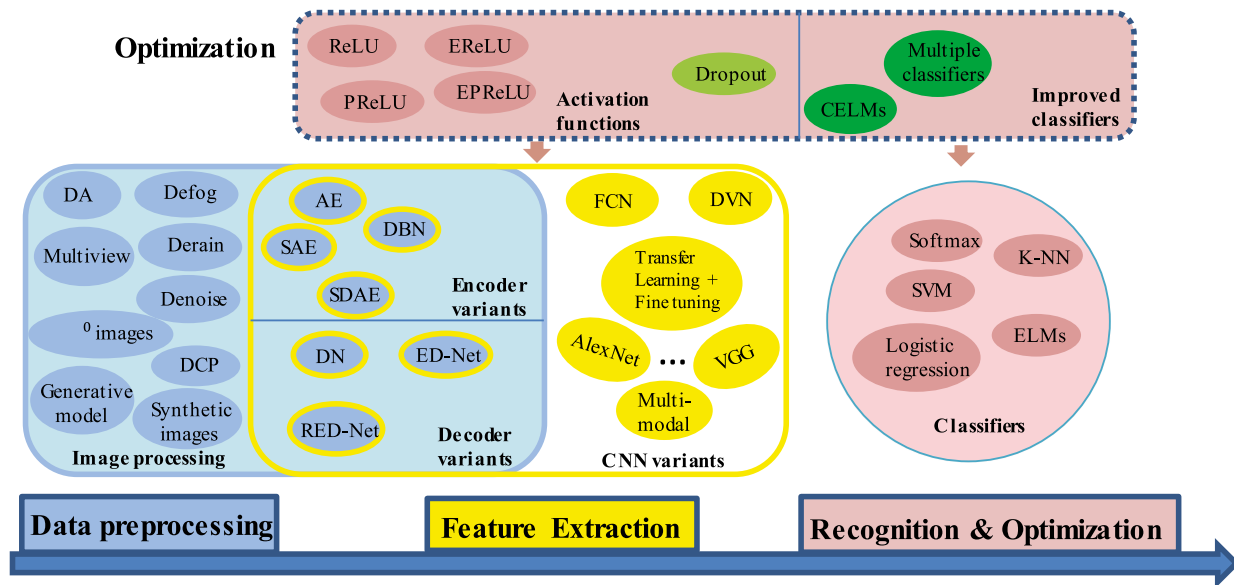 Optimization
ReLU
EReLU
PReLU
EPReLU
Activation
functions
Dropout
Multiple
classifiers
CELMs
Improved
classifiers
DA
Defog
Multiview
Derain
Denoise
0 images
DCP
Generative
model
Synthetic
images
Image processing
AE
DBN
SAE
SDAE
Encoder
variants
DN
ED-Net
RED-Net
Decoder
variants
FCN
DVN
Transfer
Learning +
Fine tuning
AlexNet
...
VGG
Multi-
modal
CNN variants
Softmax
K-NN
SVM
ELMs
Logistic
regression
Classifiers
Data preprocessing
Feature Extraction
Recognition & Optimization